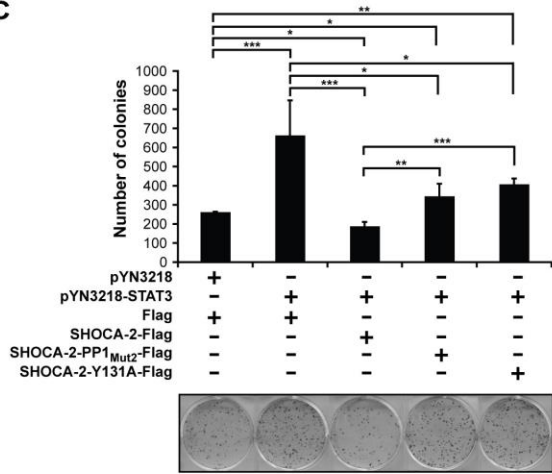 C
**
*
*
***
*
*
***
***
**
Number of colonies
1000
900
800
700
600
500
400
300
200
100
0
pYN3218 + – – – –
pYN3218-STAT3 – + + + +
Flag + + – – –
SHOCA-2-Flag – – + – –
SHOCA-2-PP1Mut2-Flag – – – + –
SHOCA-2-Y131A-Flag – – – – +